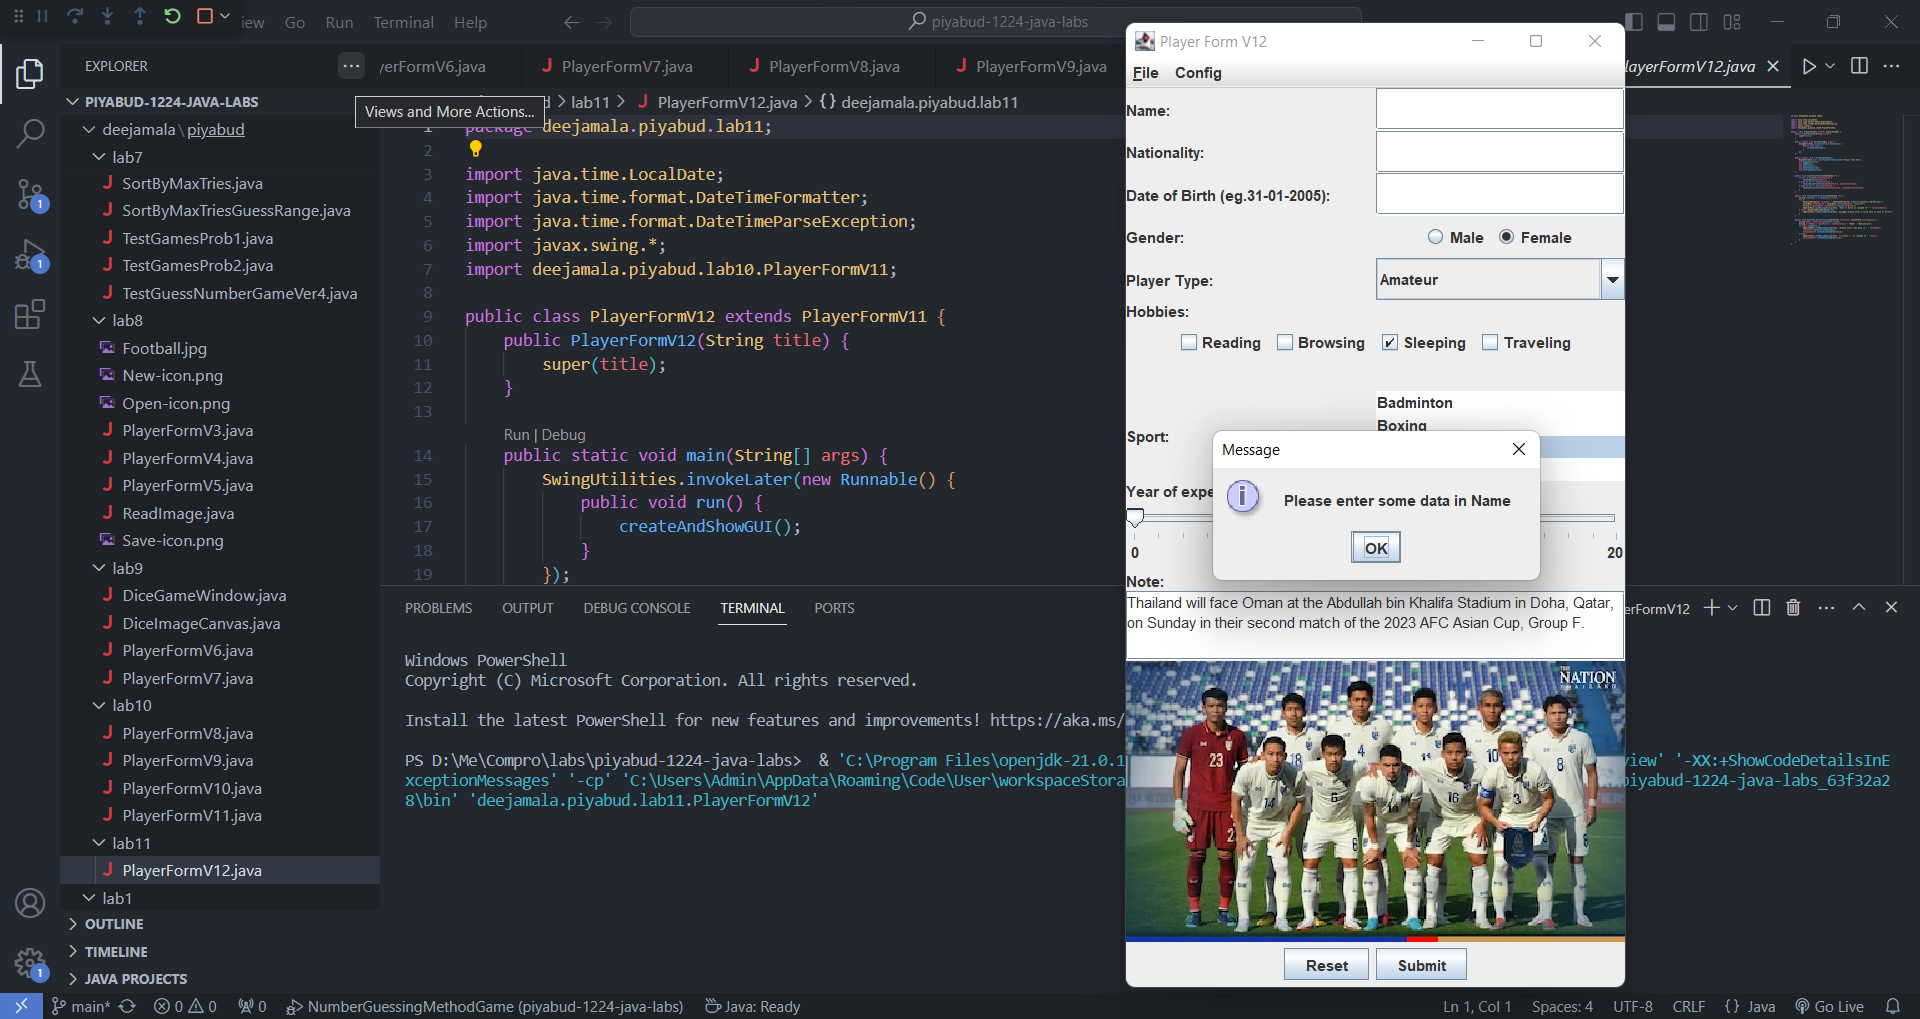 iew Go Run Terminal Help
piyabud-1224-java-labs
EXPLORER
PIYABUD-1224-JAVA-LABS
deejamala\piyabud
lab7
SortByMaxTries.java
SortByMaxTriesGuessRange.java
TestGamesProb1.java
TestGamesProb2.java
TestGuessNumberGameVer4.java
lab8
Football.jpg
New-icon.png
Open-icon.png
PlayerFormV3.java
PlayerFormV4.java
PlayerFormV5.java
ReadImage.java
Save-icon.png
lab9
DiceGameWindow.java
DiceImageCanvas.java
PlayerFormV6.java
PlayerFormV7.java
lab10
PlayerFormV8.java
PlayerFormV9.java
PlayerFormV10.java
PlayerFormV11.java
lab11
PlayerFormV12.java
lab1
OUTLINE
TIMELINE
JAVA PROJECTS
1
1
1
Views and More Actions...
yerFormV6.java PlayerFormV7.java PlayerFormV8.java PlayerFormV9.java
layerFormV12.java
d > lab11 > PlayerFormV12.java > {} deejamala.piyabud.lab11
1 package deejamala.piyabud.lab11;
2
3 import java.time.LocalDate;
4 import java.time.format.DateTimeFormatter;
5 import java.time.format.DateTimeParseException;
6 import javax.swing.*;
7 import deejamala.piyabud.lab10.PlayerFormV11;
8
9 public class PlayerFormV12 extends PlayerFormV11 {
10 public PlayerFormV12(String title) {
11 super(title);
12 }
13
Run | Debug
14 public static void main(String[] args) {
15 SwingUtilities.invokeLater(new Runnable() {
16 public void run() {
17 createAndShowGUI();
18 }
19 });
PROBLEMS OUTPUT DEBUG CONSOLE TERMINAL PORTS
erFormV12
Windows PowerShell
Copyright (C) Microsoft Corporation. All rights reserved.
Install the latest PowerShell for new features and improvements! https://aka.ms/
PS D:\Me\Compro\labs\piyabud-1224-java-labs> & 'C:\Program Files\openjdk-21.0.1
view' '-XX:+ShowCodeDetailsInE
xceptionMessages' '-cp' 'C:\Users\Admin\AppData\Roaming\Code\User\workspaceStora
piyabud-1224-java-labs_63f32a2
8\bin' 'deejamala.piyabud.lab11.PlayerFormV12'
Player Form V12
File Config
Name:
Nationality:
Date of Birth (eg.31-01-2005):
Gender: Male Female
Player Type: Amateur
Hobbies:
Reading Browsing Sleeping Traveling
Badminton
Boxing
Sport:
Year of expe
0 20
Message
Please enter some data in Name
OK
Note:
Thailand will face Oman at the Abdullah bin Khalifa Stadium in Doha, Qatar,
on Sunday in their second match of the 2023 AFC Asian Cup, Group F.
THE
NATION
THAILAND
23
18
4
10
8
14
6
16
3
Reset Submit
main* 0 0 0 NumberGuessingMethodGame (piyabud-1224-java-labs) Java: Ready
Ln 1, Col 1 Spaces: 4 UTF-8 CRLF {} Java Go Live